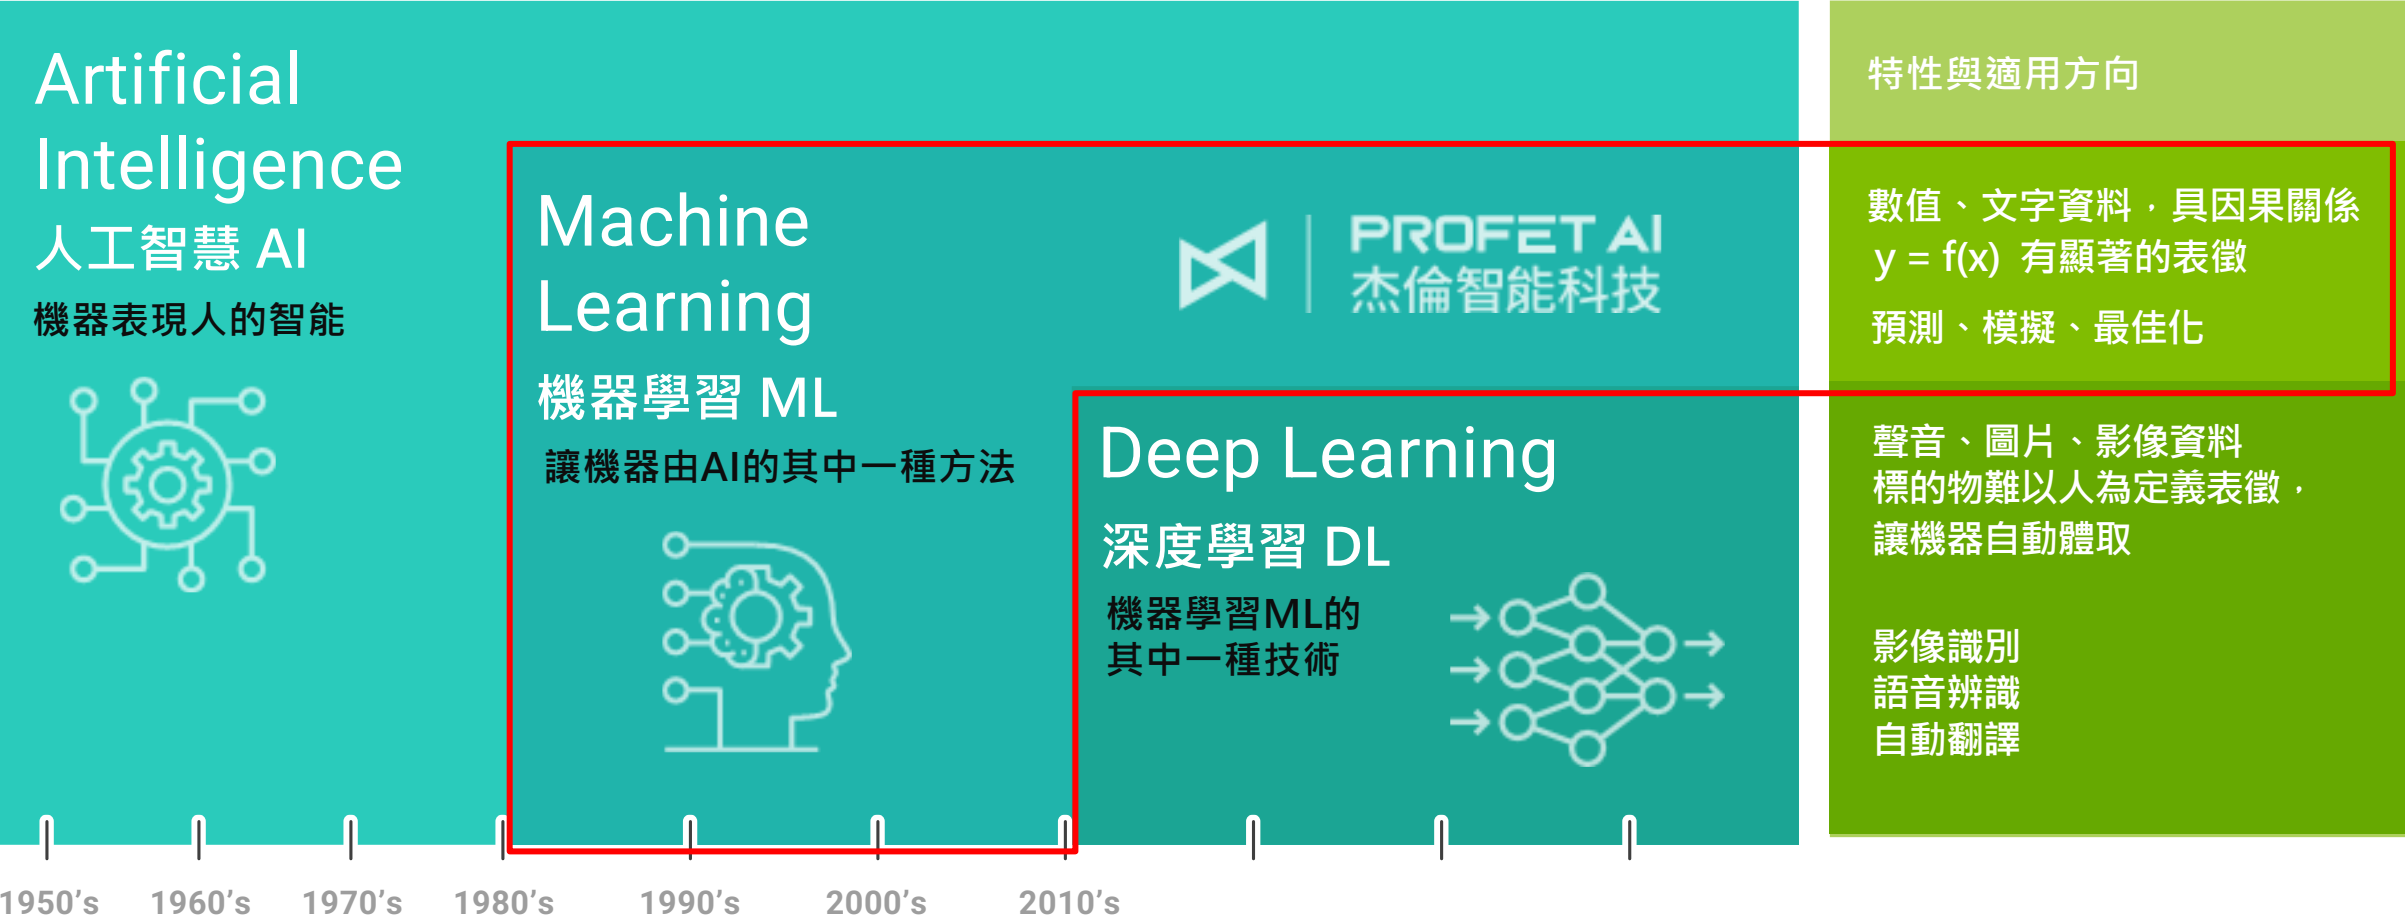 Artificial
Intelligence
人工智慧 AI
機器表現人的智能
Machine
Learning
機器學習 ML
讓機器由AI的其中一種方法
PROFET AI
杰倫智能科技
Deep Learning
深度學習 DL
機器學習ML的
其中一種技術
特性與適用方向
數值、文字資料，具因果關係
y = f(x) 有顯著的表徵
預測、模擬、最佳化
聲音、圖片、影像資料
標的物難以人為定義表徵，
讓機器自動體取
影像識別
語音辨識
自動翻譯
1950's 1960's 1970's 1980's 1990's 2000's 2010's